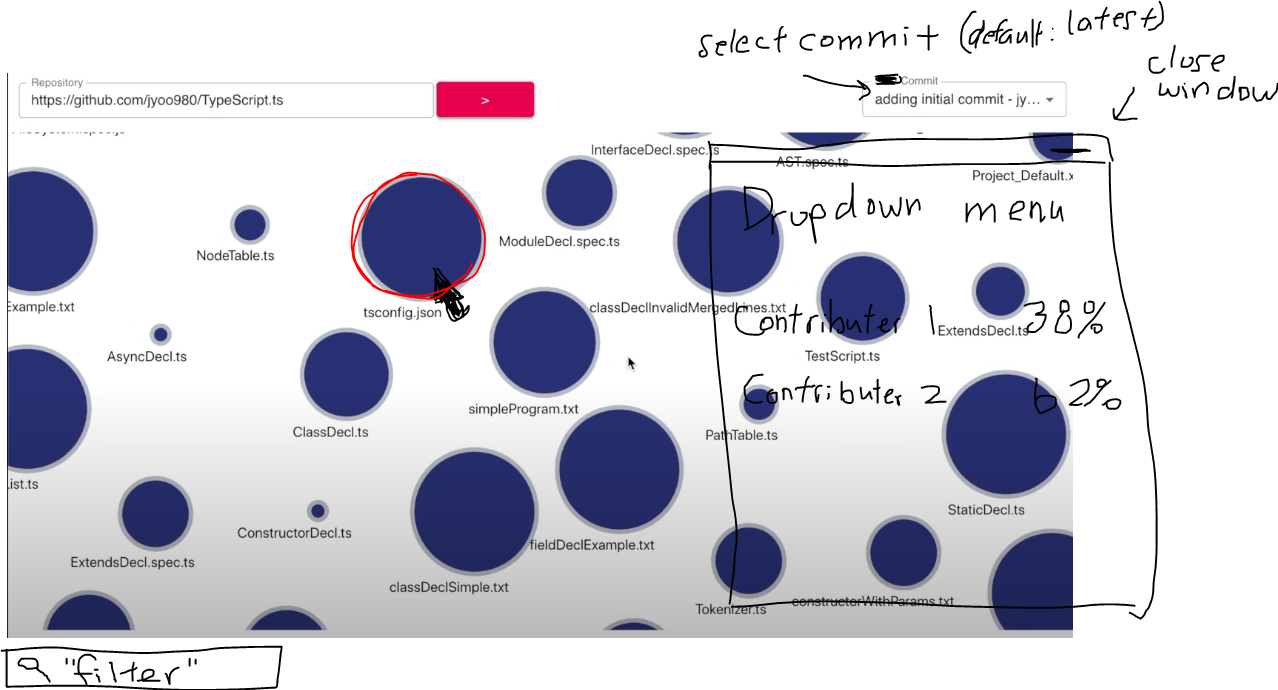 select commit (default: latest)
close
window
Repository
https://github.com/jyoo980/TypeScript.ts
>
Commit
adding initial commit - jy...
InterfaceDecl.spec.ts
AST.spec.ts
Project_Default.x
Dropdown menu
ModuleDecl.spec.ts
NodeTable.ts
Example.txt
tsconfig.json
classDeclInvalidMergedLines.txt
Contributer 1 38%
ExtendsDecl.ts
AsyncDecl.ts
TestScript.ts
Contributer 2 62%
simpleProgram.txt
ClassDecl.ts
PathTable.ts
ist.ts
StaticDecl.ts
ConstructorDecl.ts
fieldDeclExample.txt
ExtendsDecl.spec.ts
classDeclSimple.txt
constructorWithParams.txt
Tokenizer.ts
"filter"